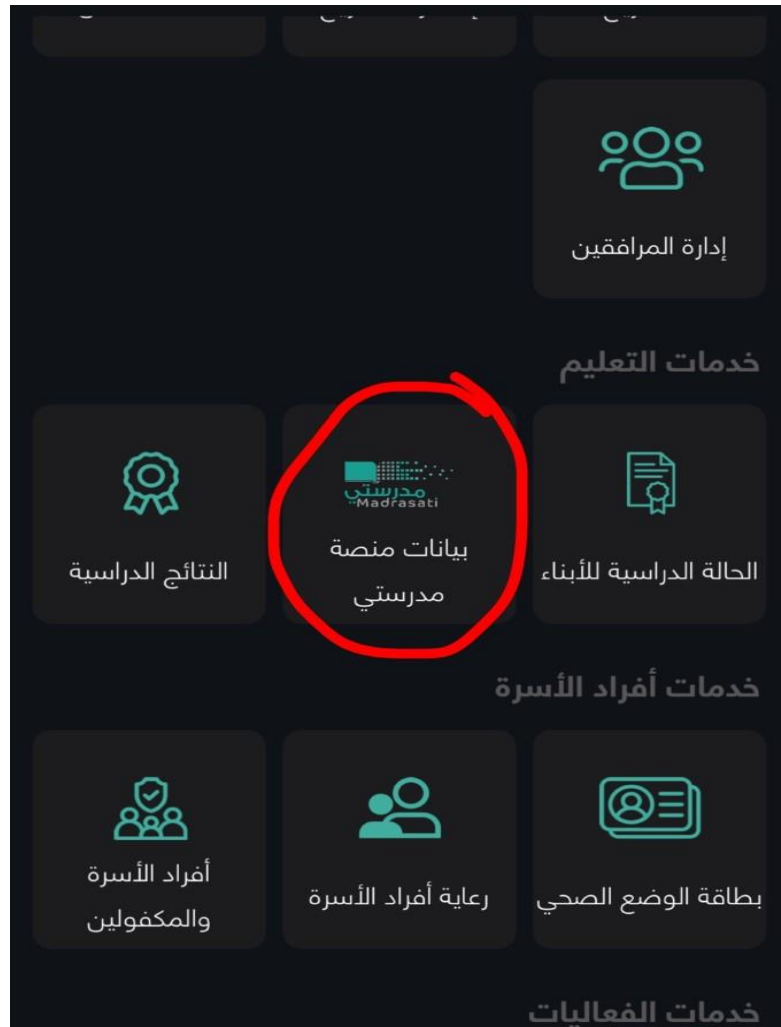 إدارة المرافقين
خدمات التعليم
الحالة الدراسية للأبناء
مدرستي
Madrasati
بيانات منصة
مدرستي
النتائج الدراسية
خدمات أفراد الأسرة
بطاقة الوضع الصحي
رعاية أفراد الأسرة
أفراد الأسرة
والمكفولين
خدمات الفعاليات